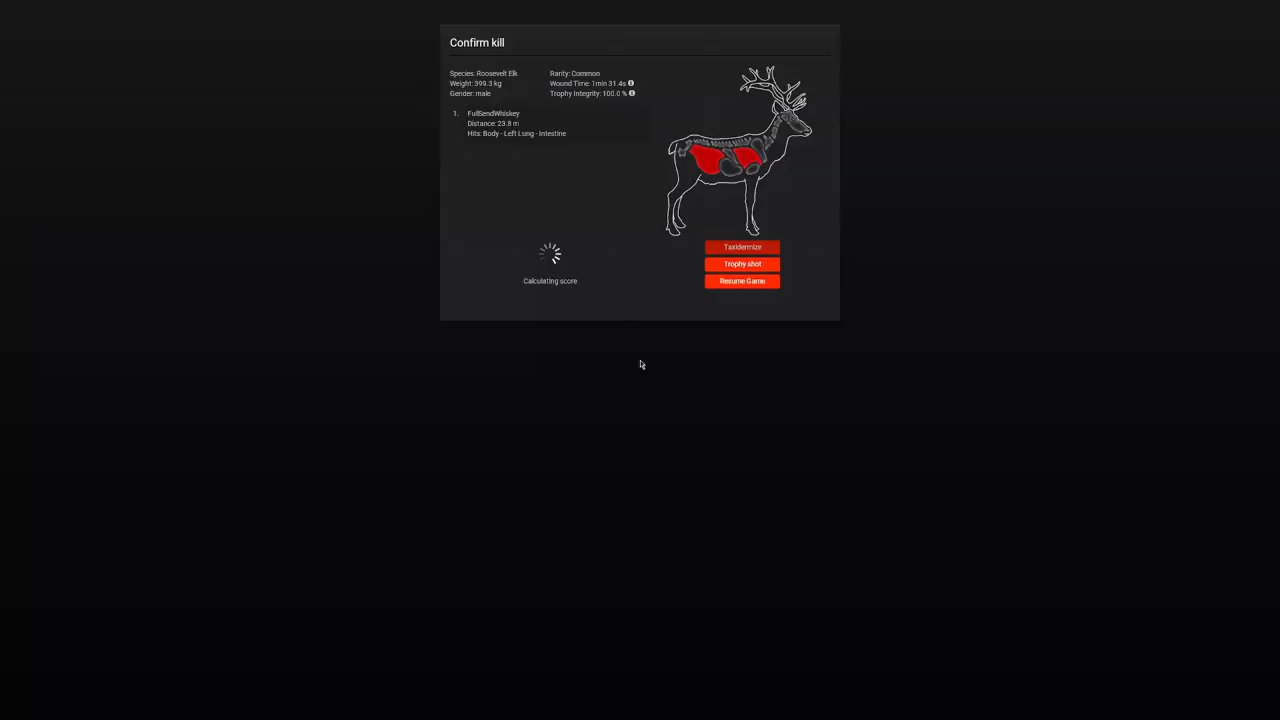 Confirm kill
Species: Roosevelt Elk
Rarity: Common
Weight: 399.3 kg
Wound Time: 1min 31.4s
Gender: male
Trophy Integrity: 100.0 %
1. FullSendWhiskey
Distance: 23.8 m
Hits: Body - Left Lung - Intestine
Taxidermize
Trophy shot
Resume Game
Calculating score